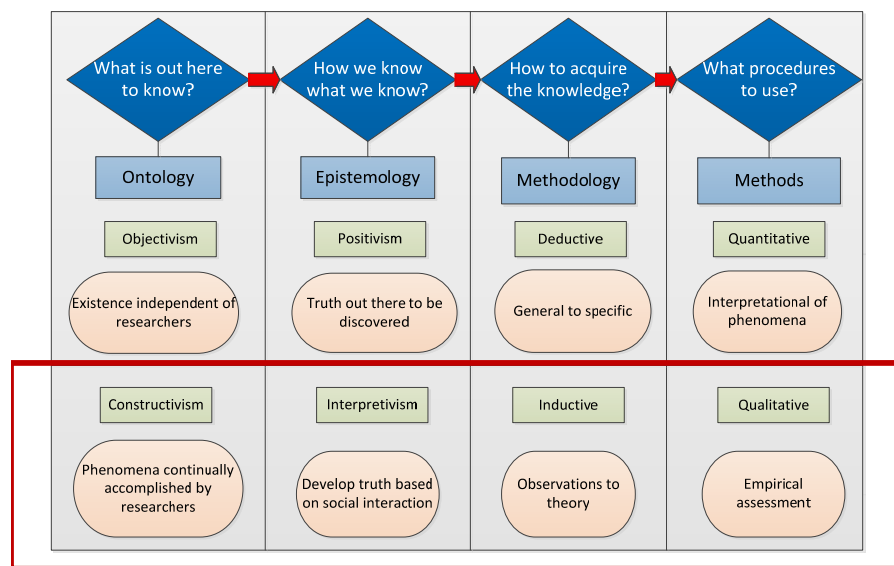 What is out here
to know?
How we know
what we know?
How to acquire
the knowledge?
What procedures
to use?
Ontology
Epistemology
Methodology
Methods
Objectivism
Positivism
Deductive
Quantitative
Existence independent of
researchers
Truth out there to be
discovered
General to specific
Interpretational of
phenomena
Constructivism
Interpretivism
Inductive
Qualitative
Phenomena continually
accomplished by
researchers
Develop truth based
on social interaction
Observations to
theory
Empirical
assessment